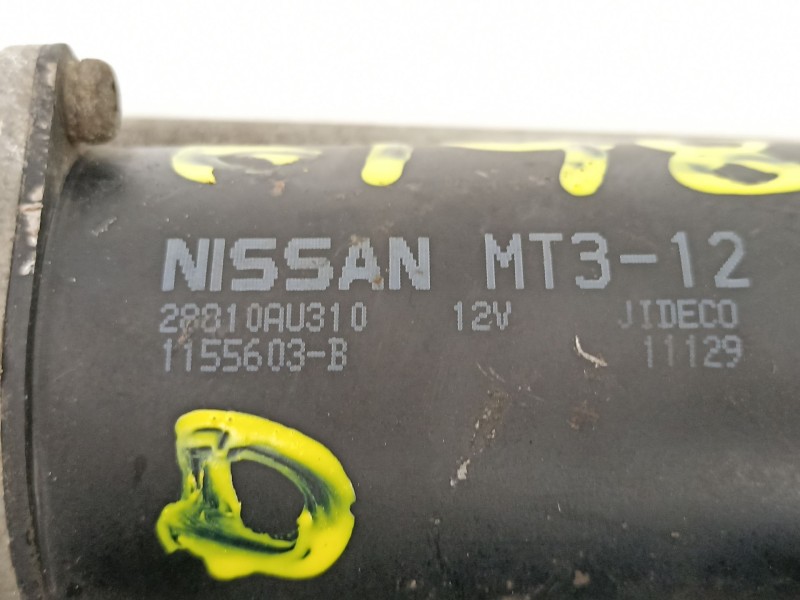 NISSAN MT3-12
28810AU310 12V JIDECO
1155603-B 11129
D